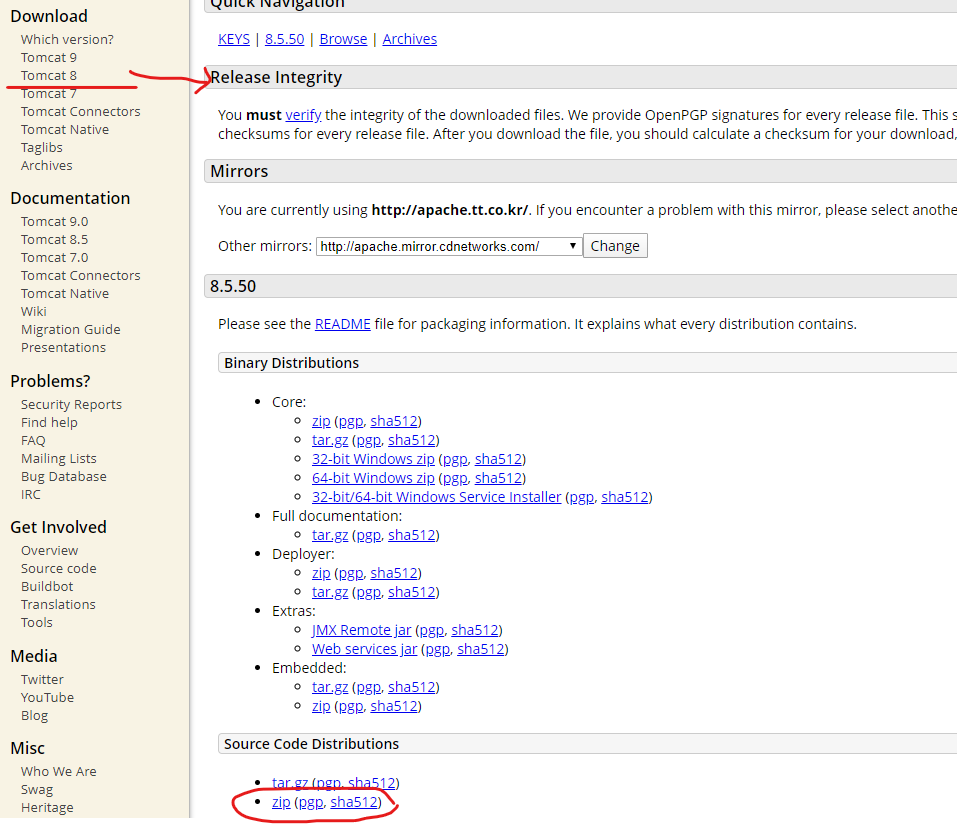 Download
Which version?
Tomcat 9
Tomcat 8
Tomcat 7
Tomcat Connectors
Tomcat Native
Taglibs
Archives
Documentation
Tomcat 9.0
Tomcat 8.5
Tomcat 7.0
Tomcat Connectors
Tomcat Native
Wiki
Migration Guide
Presentations
Problems?
Security Reports
Find help
FAQ
Mailing Lists
Bug Database
IRC
Get Involved
Overview
Source code
Buildbot
Translations
Tools
Media
Twitter
YouTube
Blog
Misc
Who We Are
Swag
Heritage
Quick Navigation
KEYS | 8.5.50 | Browse | Archives
Release Integrity
You must verify the integrity of the downloaded files. We provide OpenPGP signatures for every release file. This s
checksums for every release file. After you download the file, you should calculate a checksum for your download,
Mirrors
You are currently using http://apache.tt.co.kr/. If you encounter a problem with this mirror, please select anothe
Other mirrors: http://apache.mirror.cdnetworks.com/ Change
8.5.50
Please see the README file for packaging information. It explains what every distribution contains.
Binary Distributions
Core:
zip (pgp, sha512)
tar.gz (pgp, sha512)
32-bit Windows zip (pgp, sha512)
64-bit Windows zip (pgp, sha512)
32-bit/64-bit Windows Service Installer (pgp, sha512)
Full documentation:
tar.gz (pgp, sha512)
Deployer:
zip (pgp, sha512)
tar.gz (pgp, sha512)
Extras:
JMX Remote jar (pgp, sha512)
Web services jar (pgp, sha512)
Embedded:
tar.gz (pgp, sha512)
zip (pgp, sha512)
Source Code Distributions
tar.gz (pgp, sha512)
zip (pgp, sha512)